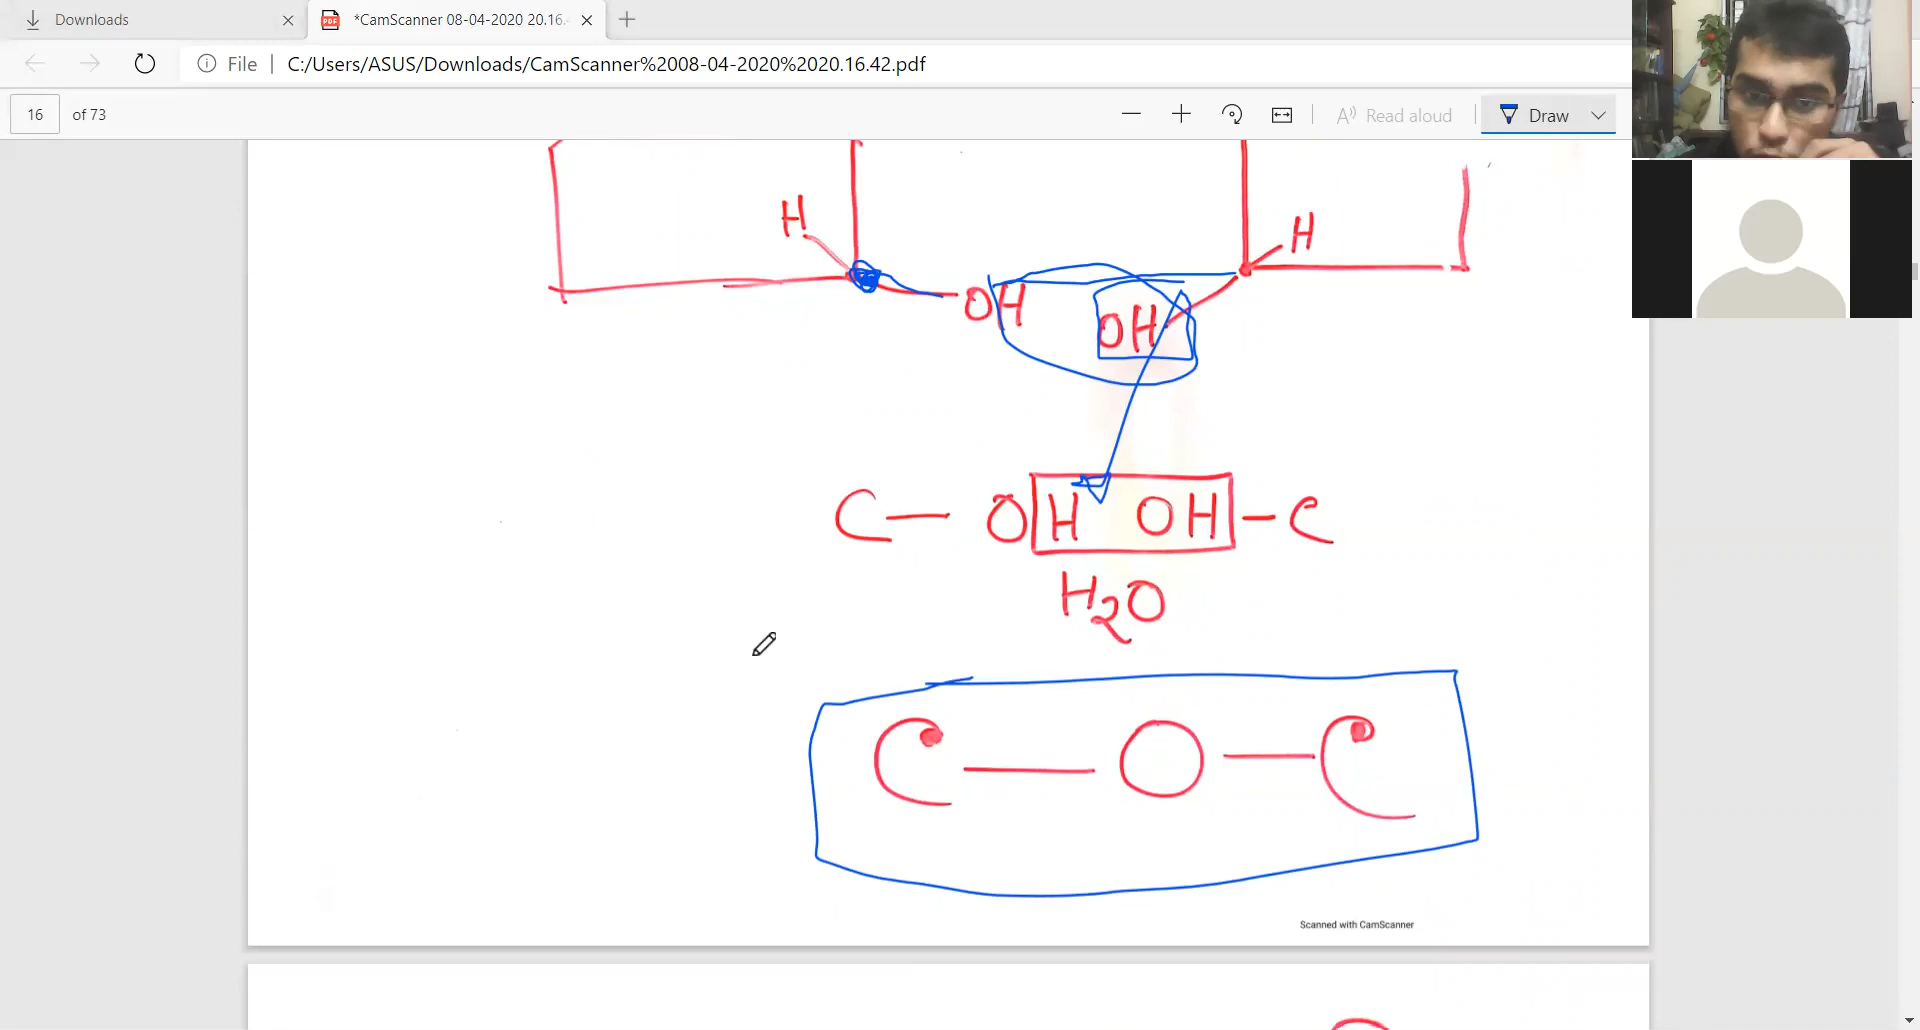 Downloads
*CamScanner 08-04-2020 20.16.4
File
C:/Users/ASUS/Downloads/CamScanner%2008-04-2020%2020.16.42.pdf
16 of 73
Read aloud
Draw
H H
OH OH
C — OH OH — C
H2O
C — O — C
Scanned with CamScanner